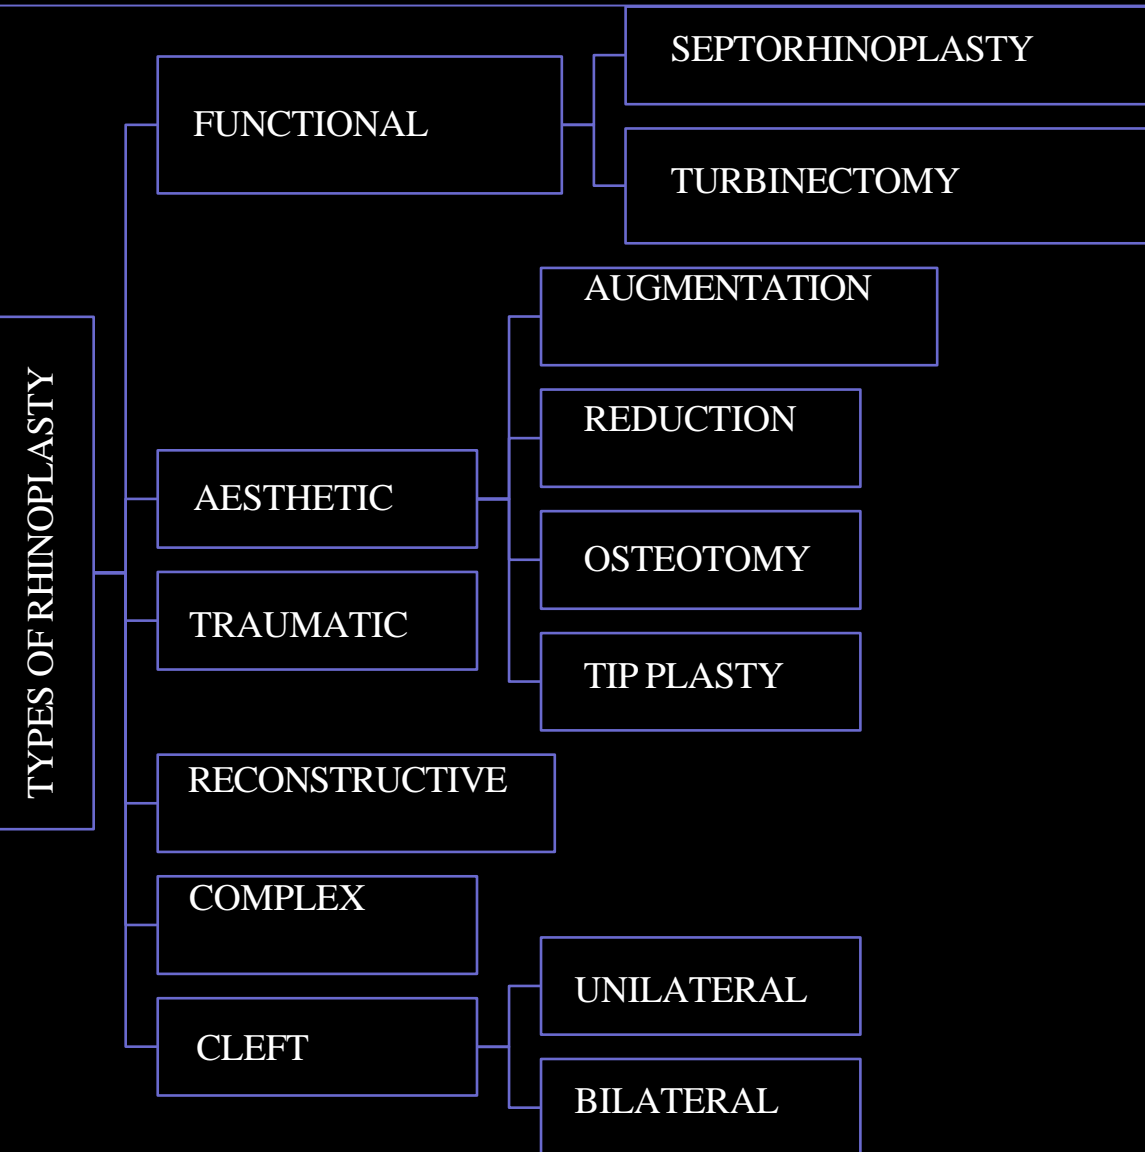 TYPES OF RHINOPLASTY
FUNCTIONAL
SEPTORHINOPLASTY
TURBINECTOMY
AESTHETIC
AUGMENTATION
REDUCTION
OSTEOTOMY
TIP PLASTY
TRAUMATIC
RECONSTRUCTIVE
COMPLEX
CLEFT
UNILATERAL
BILATERAL